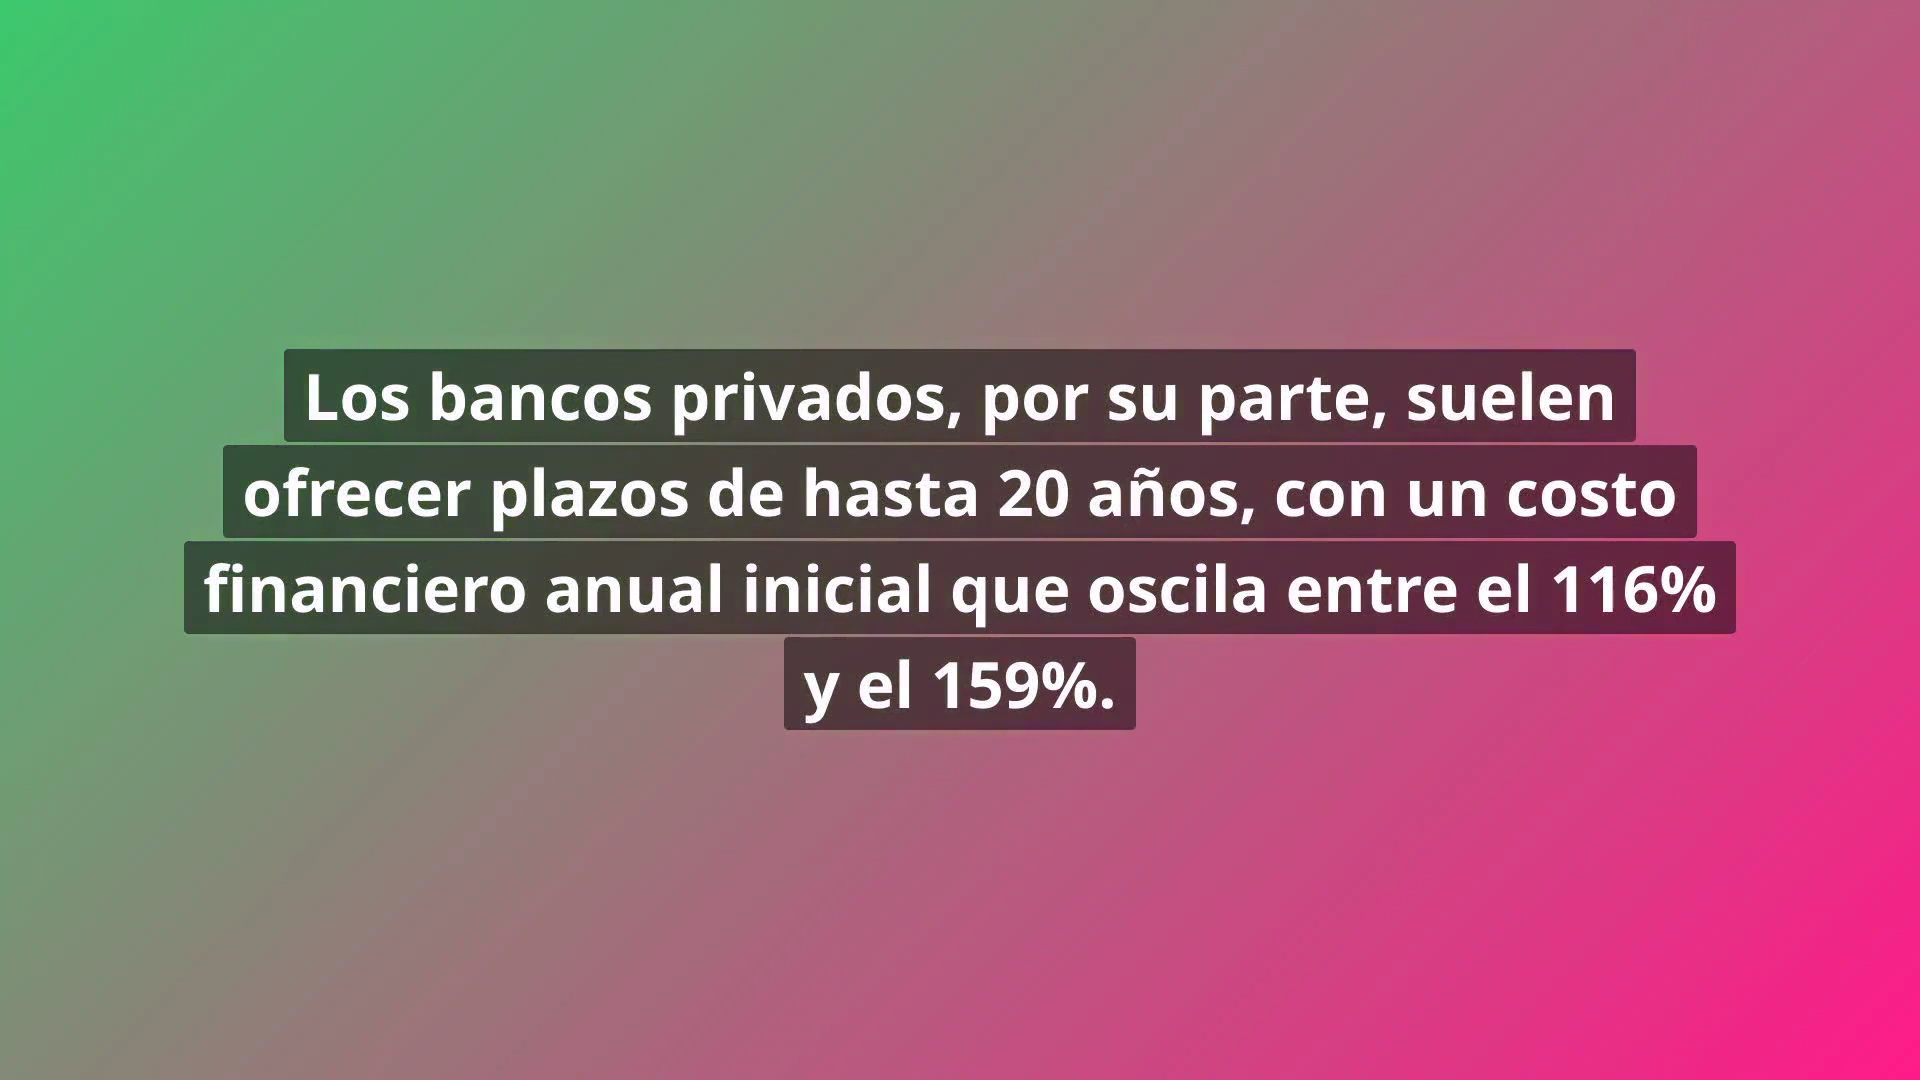 Los bancos privados, por su parte, suelen
ofrecer plazos de hasta 20 años, con un costo
financiero anual inicial que oscila entre el 116%
y el 159%.